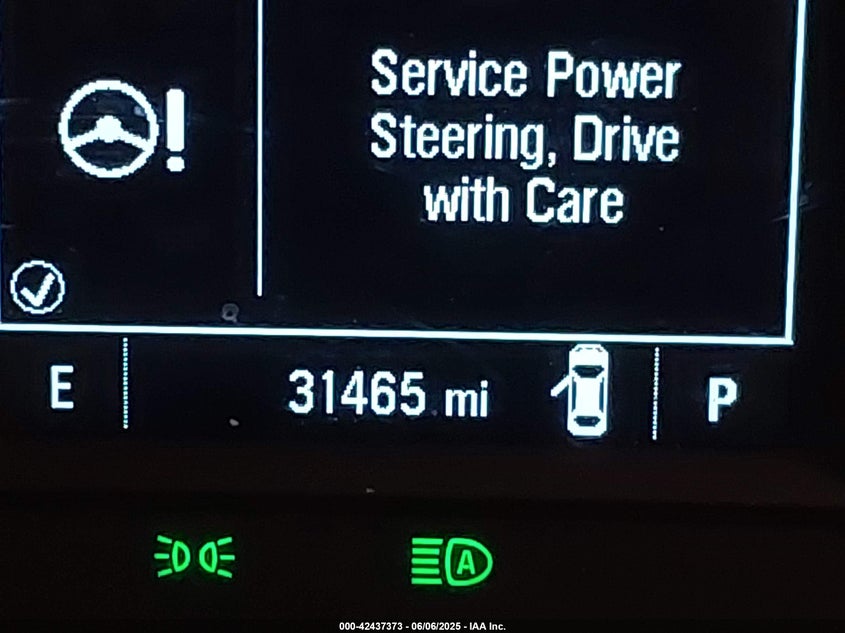 Service Power
Steering, Drive
with Care
E
31465 mi
P
A
000-42437373 - 06/06/2025 - IAA Inc.